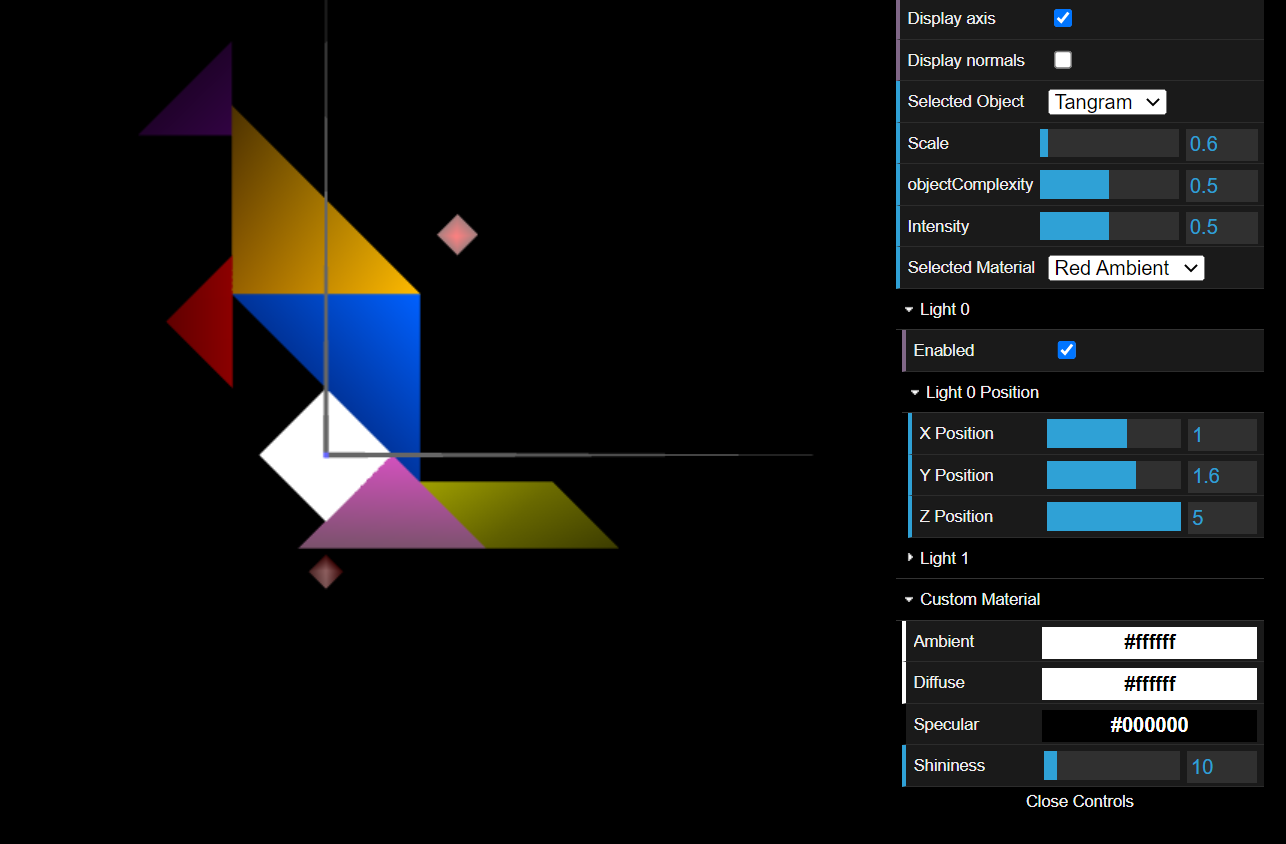 Display axis
Display normals
Selected Object Tangram
Scale 0.6
objectComplexity 0.5
Intensity 0.5
Selected Material Red Ambient
Light 0
Enabled
Light 0 Position
X Position 1
Y Position 1.6
Z Position 5
Light 1
Custom Material
Ambient #ffffff
Diffuse #ffffff
Specular #000000
Shininess 10
Close Controls